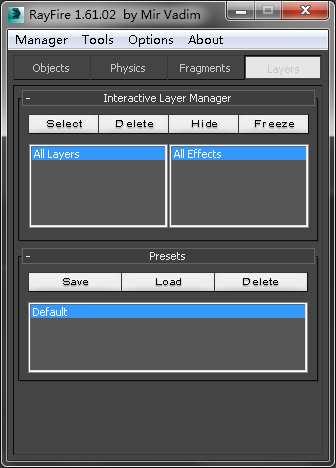 RayFire 1.61.02 by Mir Vadim
Manager Tools Options About
Objects Physics Fragments Layers
- Interactive Layer Manager
Select Delete Hide Freeze
All Layers All Effects
- Presets
Save Load Delete
Default